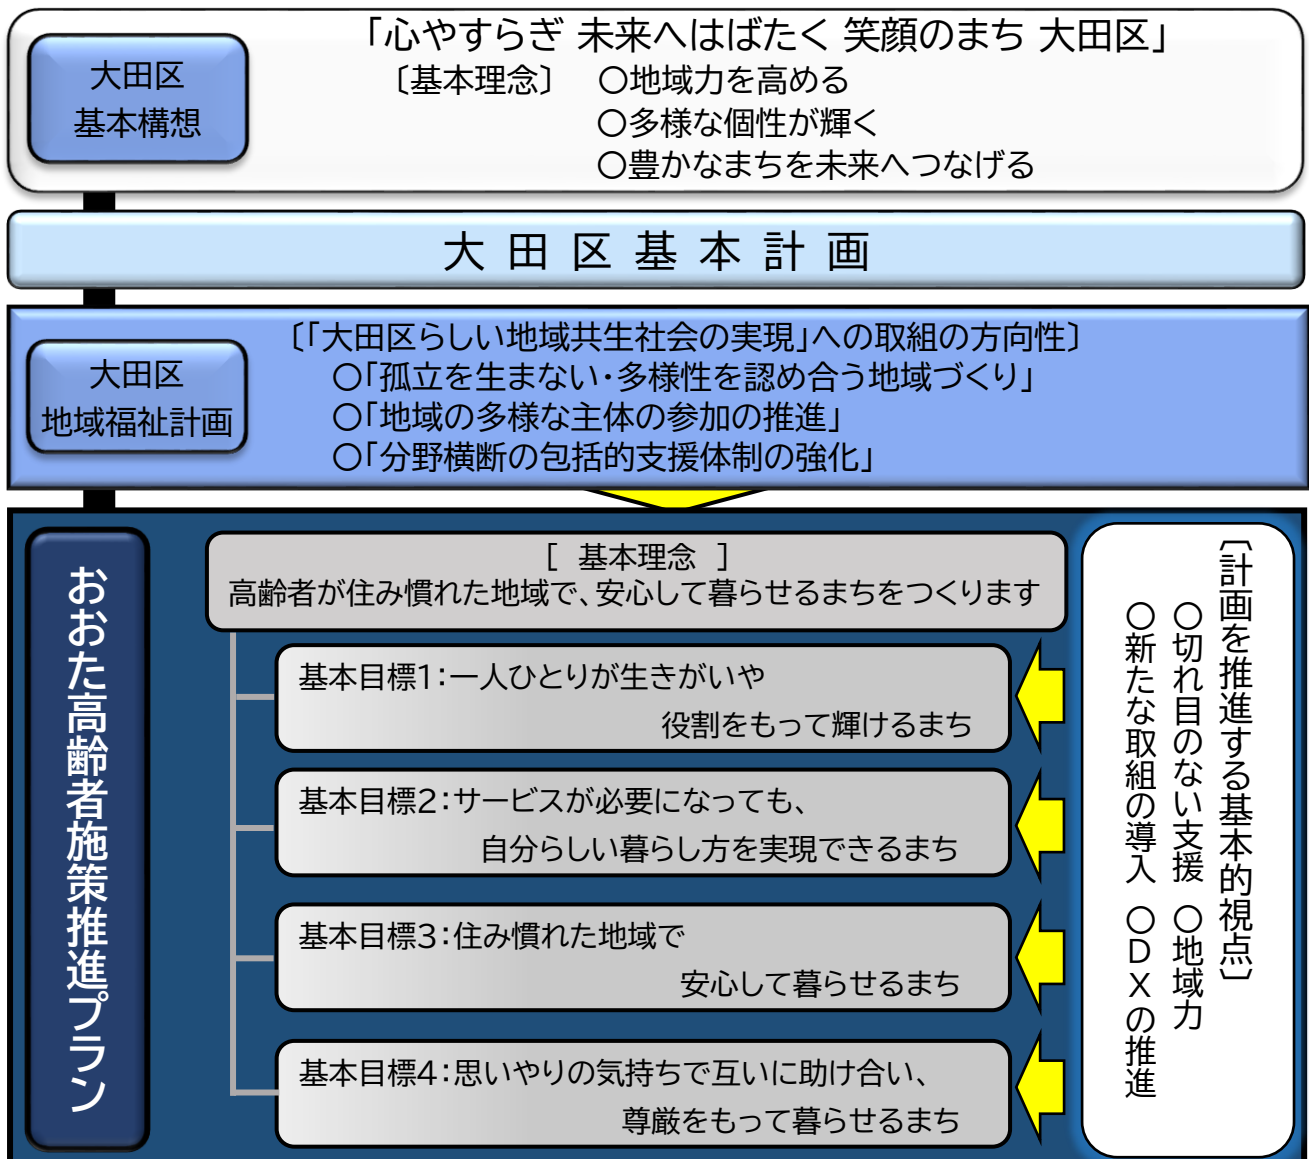 大田区
基本構想
「心やすらぎ 未来へはばたく 笑顔のまち 大田区」
〔基本理念〕 〇地域力を高める
〇多様な個性が輝く
〇豊かなまちを未来へつなげる
大田区基本計画
大田区
地域福祉計画
〔「大田区らしい地域共生社会の実現」への取組の方向性〕
〇「孤立を生まない・多様性を認め合う地域づくり」
〇「地域の多様な主体の参加の推進」
〇「分野横断の包括的支援体制の強化」
おおた高齢者施策推進プラン
[ 基本理念 ]
高齢者が住み慣れた地域で、安心して暮らせるまちをつくります
基本目標1：一人ひとりが生きがいや
役割をもって輝けるまち
基本目標2：サービスが必要になっても、
自分らしい暮らし方を実現できるまち
基本目標3：住み慣れた地域で
安心して暮らせるまち
基本目標4：思いやりの気持ちで互いに助け合い、
尊厳をもって暮らせるまち
〔計画を推進する基本的視点〕
〇切れ目のない支援 〇地域力
〇新たな取組の導入 〇DXの推進